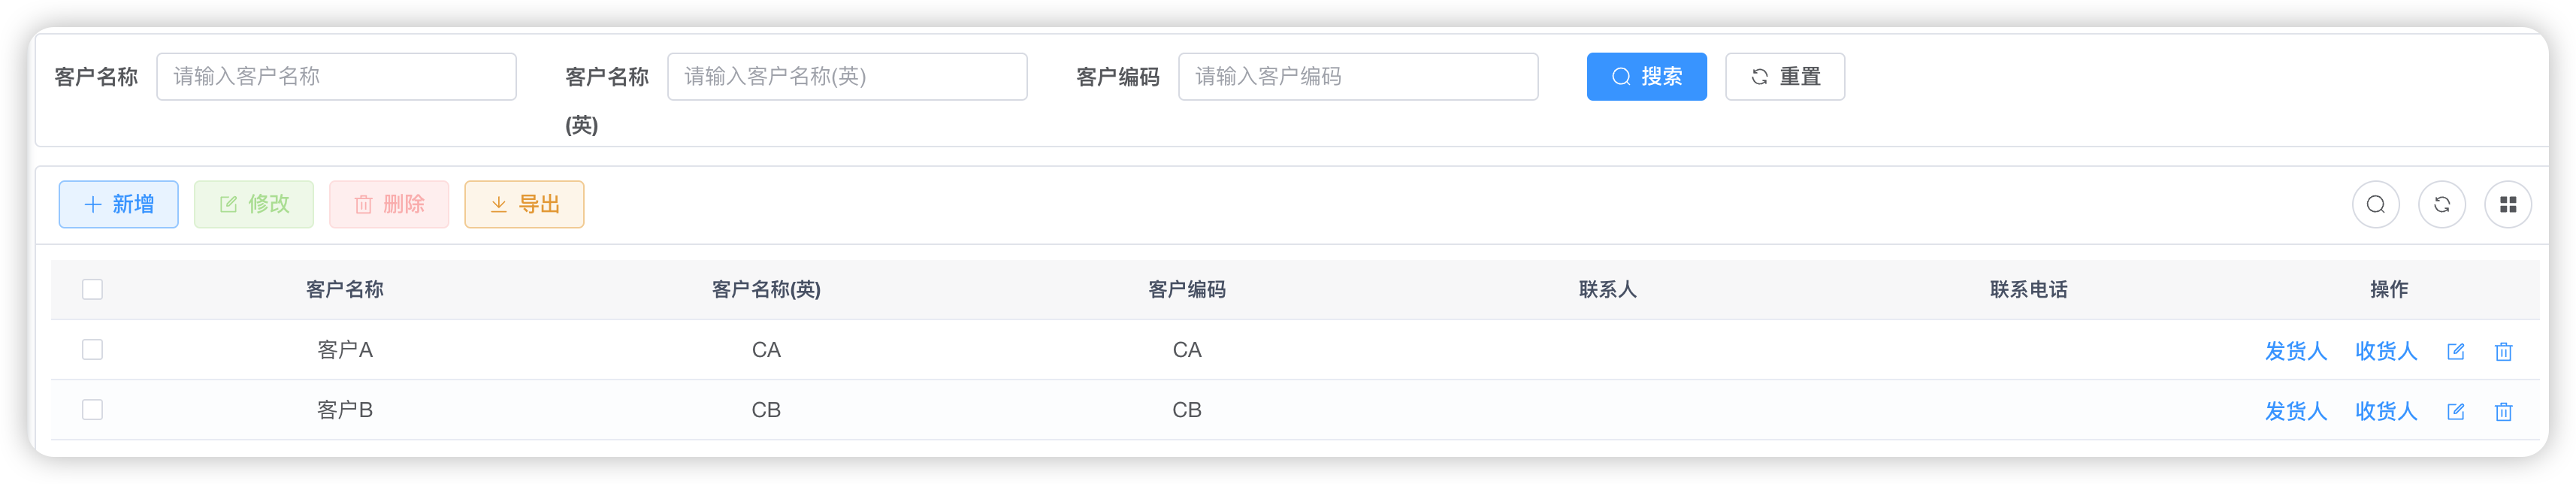 客户名称 请输入客户名称 客户名称 请输入客户名称(英) 客户编码 请输入客户编码 搜索 重置
(英)
新增 修改 删除 导出
客户名称 客户名称(英) 客户编码 联系人 联系电话 操作
客户A CA CA 发货人 收货人
客户B CB CB 发货人 收货人